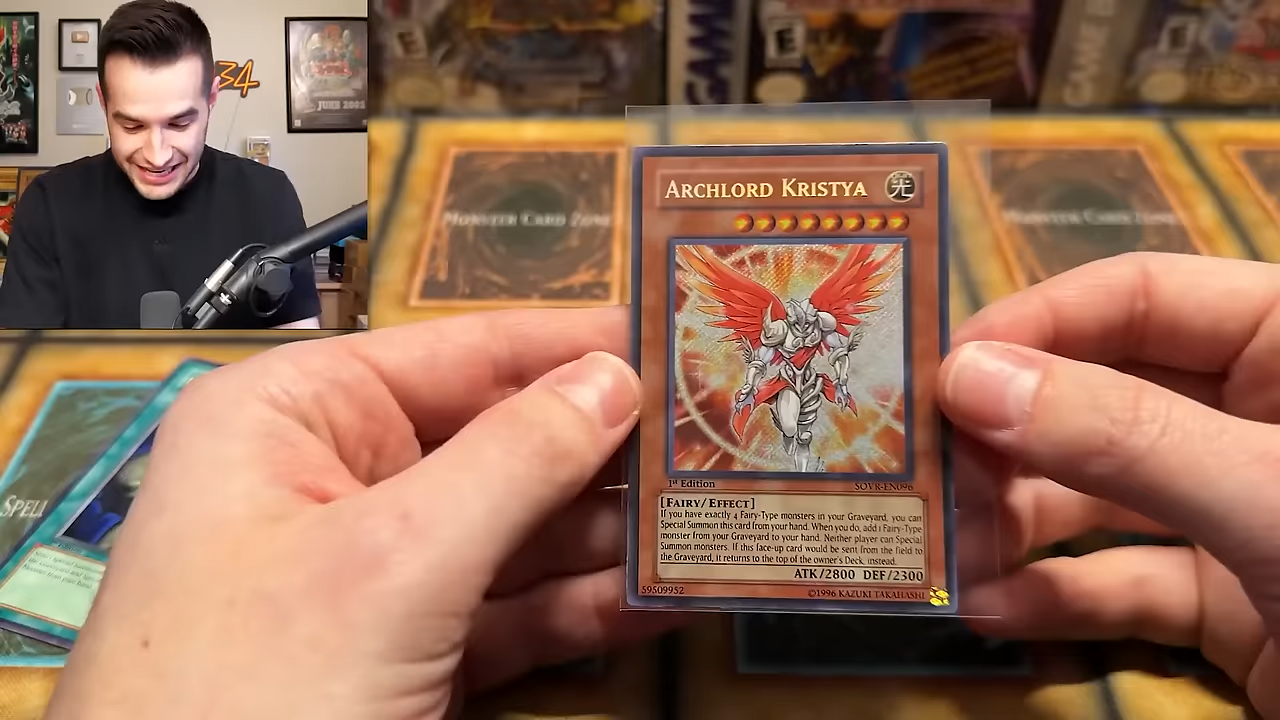 34
JUNE 2002
E
GAME
E
GAME B
MONSTER CARD ZONE
MONSTER CARD ZONE
SPELL
ARCHLORD KRISTYA
光
1st Edition
SOVR-EN096
[FAIRY/EFFECT]
If you have exactly 4 Fairy-Type monsters in your Graveyard, you can
Special Summon this card from your hand. When you do, add 1 Fairy-Type
monster from your Graveyard to your hand. Neither player can Special
Summon monsters. If this face-up card would be sent from the field to
the Graveyard, it returns to the top of the owner's Deck, instead.
ATK/2800 DEF/2300
59509952
©1996 KAZUKI TAKAHASHI